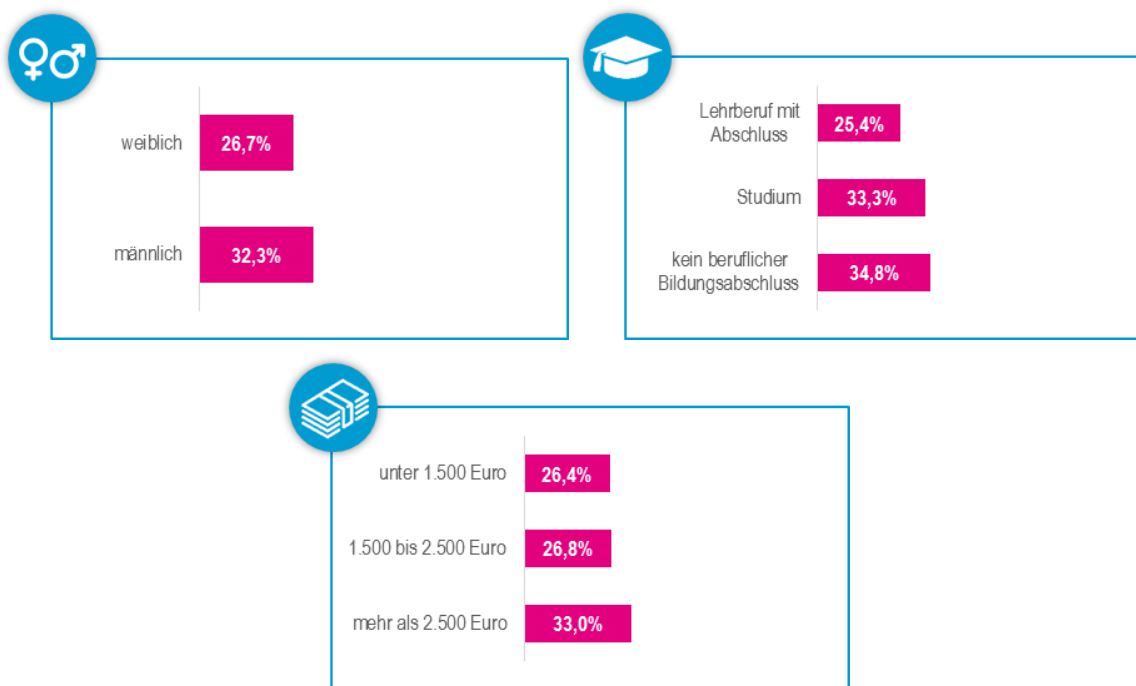 weiblich
26,7%
männlich
32,3%
Lehrberuf mit
Abschluss
25,4%
Studium
33,3%
kein beruflicher
Bildungsabschluss
34,8%
unter 1.500 Euro
26,4%
1.500 bis 2.500 Euro
26,8%
mehr als 2.500 Euro
33,0%